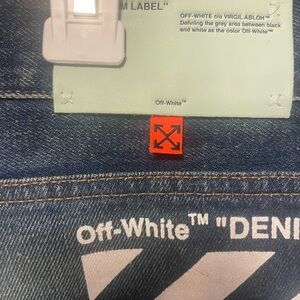 M LABEL"
OFF-WHITE c/o VIRGIL ABLOH™
Defining the grey area between black
and white as the color Off-White™
Off-White™
Off-White™ "DENI